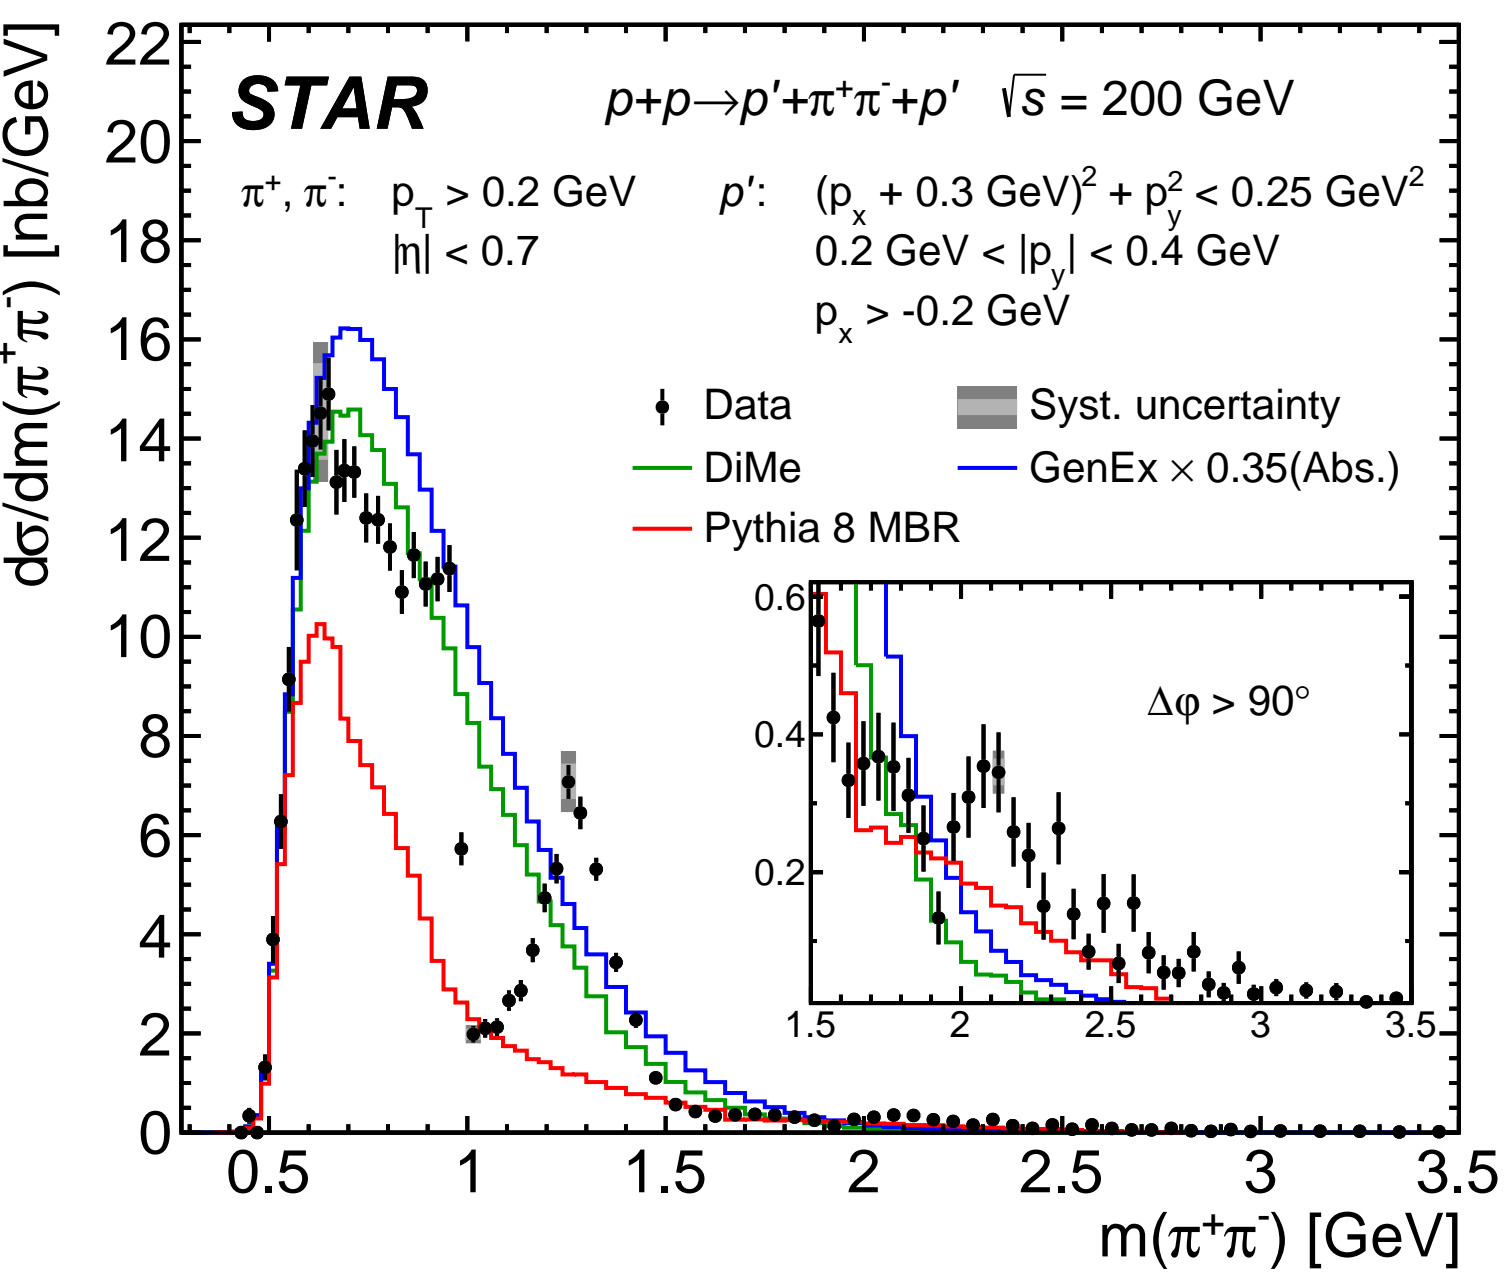 STAR p+p→p′+π⁺π⁻+p′ √s = 200 GeV
π⁺, π⁻: p_T > 0.2 GeV p′: (p_x + 0.3 GeV)² + p_y² < 0.25 GeV²
|η| < 0.7 0.2 GeV < |p_y| < 0.4 GeV
p_x > -0.2 GeV
Data Syst. uncertainty
DiMe GenEx × 0.35(Abs.)
Pythia 8 MBR
dσ/dm(π⁺π⁻) [nb/GeV]
22
20
18
16
14
12
10
8
6
4
2
0
0.6
0.4
0.2
Δφ > 90°
1.5 2 2.5 3 3.5
0.5 1 1.5 2 2.5 3 3.5
m(π⁺π⁻) [GeV]